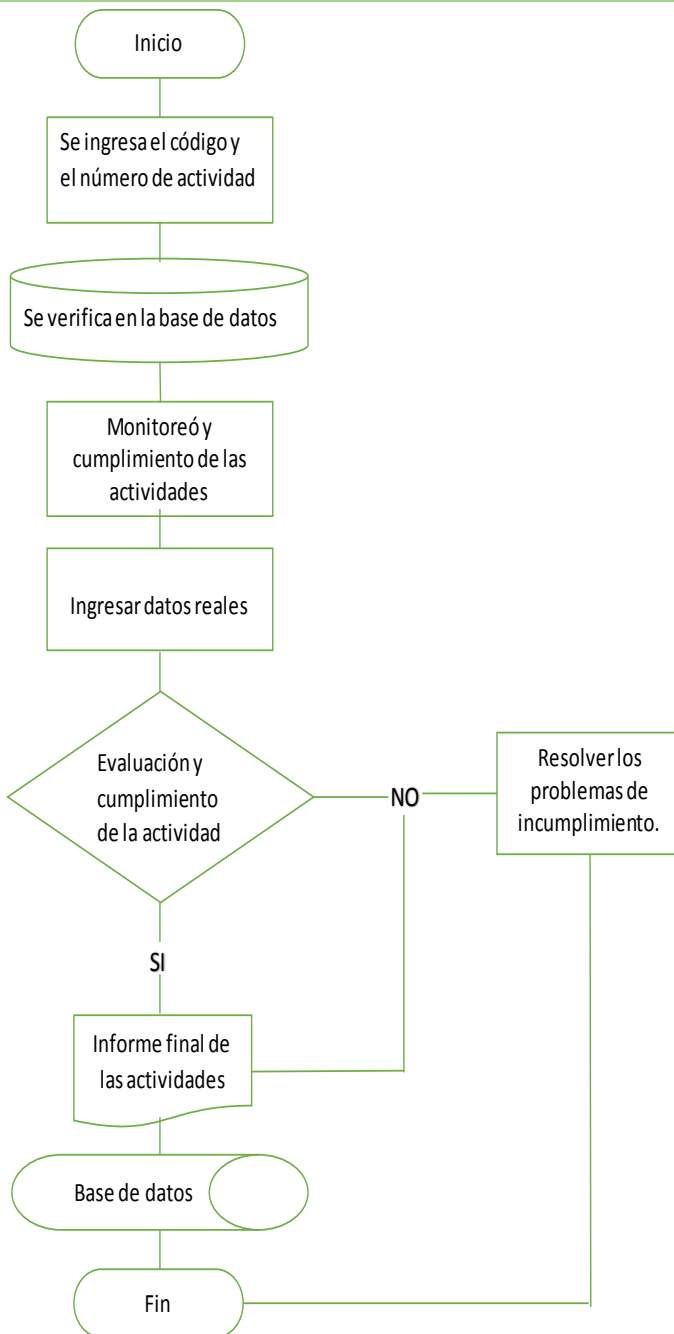 Inicio
Se ingresa el código y
el número de actividad
Se verifica en la base de datos
Monitoreó y
cumplimiento de las
actividades
Ingresar datos reales
Evaluación y
cumplimiento
de la actividad
NO
Resolver los
problemas de
incumplimiento.
SI
Informe final de
las actividades
Base de datos
Fin